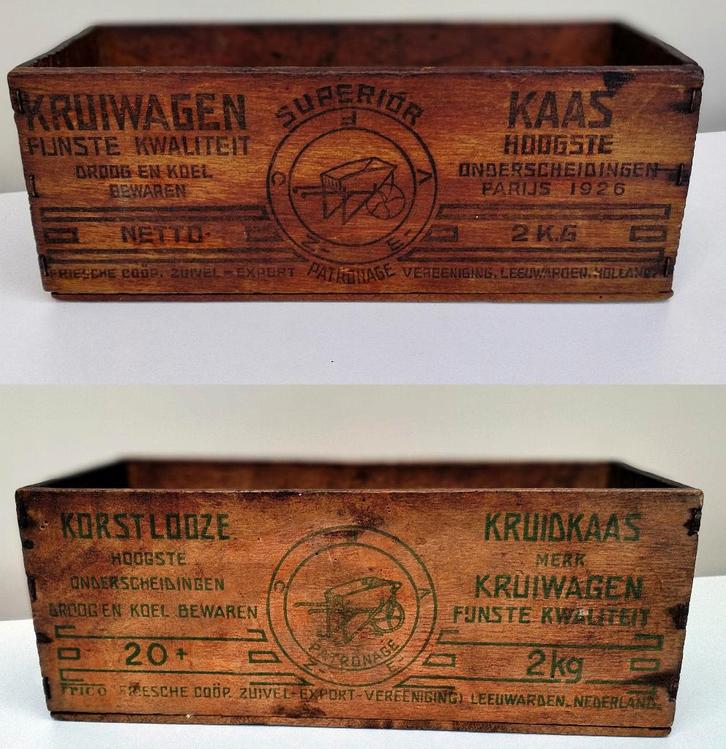 KRUIWAGEN
FIJNSTE KWALITEIT
DROOG EN KOEL
BEWAREN
NETTO
SUPERIOR
F
C V
Z E
PATRONAGE
KAAS
HOOGSTE
ONDERSCHEIDINGEN
PARIJS 1926
2 K.G
FRIESCHE COÖP. ZUIVEL-EXPORT VEREENIGING. LEEUWARDEN. HOLLAND.
KORSTLOOZE
HOOGSTE
ONDERSCHEIDINGEN
DROOG EN KOEL BEWAREN
20+
C V
PATRONAGE
Z E
KRUIDKAAS
MERK
KRUIWAGEN
FIJNSTE KWALITEIT
2kg
FRICO (FRIESCHE COÖP. ZUIVEL-EXPORT-VEREENIGING) LEEUWARDEN. NEDERLAND.